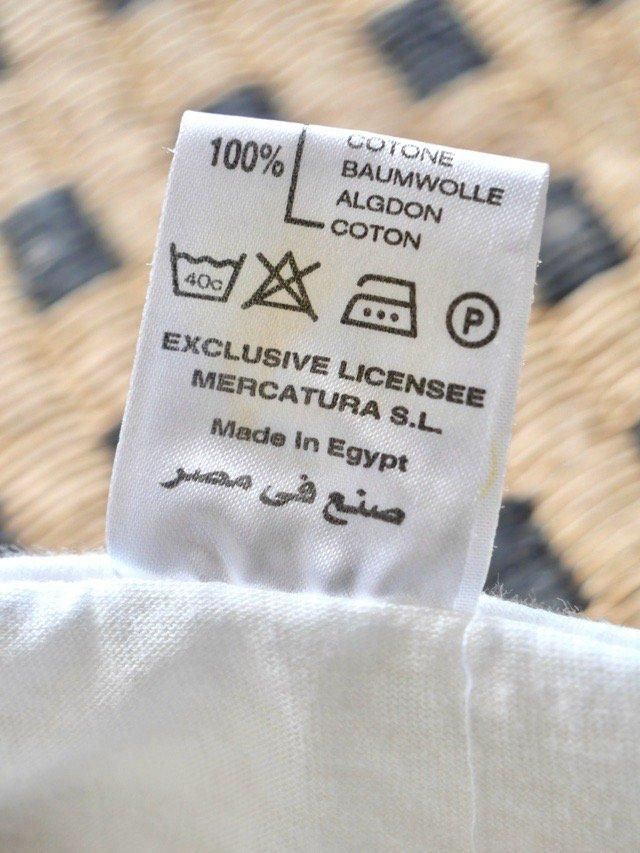 100%
COTONE
BAUMWOLLE
ALGDON
COTON
40c
P
EXCLUSIVE LICENSEE
MERCATURA S.L.
Made In Egypt
صنع فى مصر